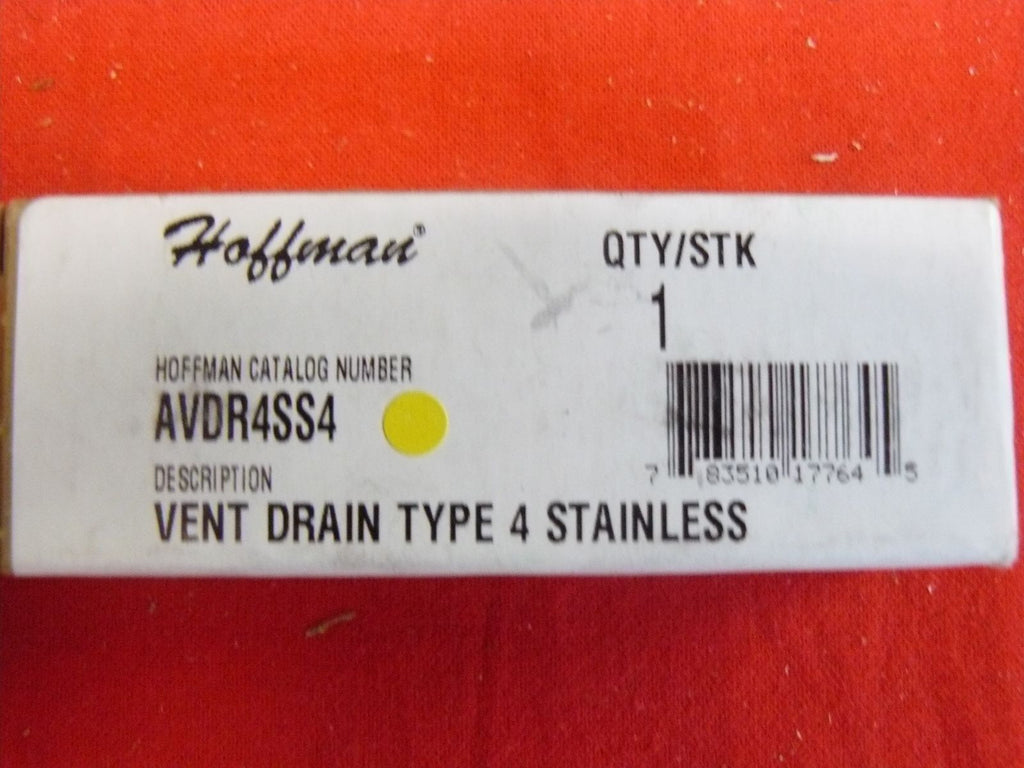 Hoffman®
QTY/STK
1
HOFFMAN CATALOG NUMBER
AVDR4SS4
DESCRIPTION
VENT DRAIN TYPE 4 STAINLESS
7 83510 17764 5